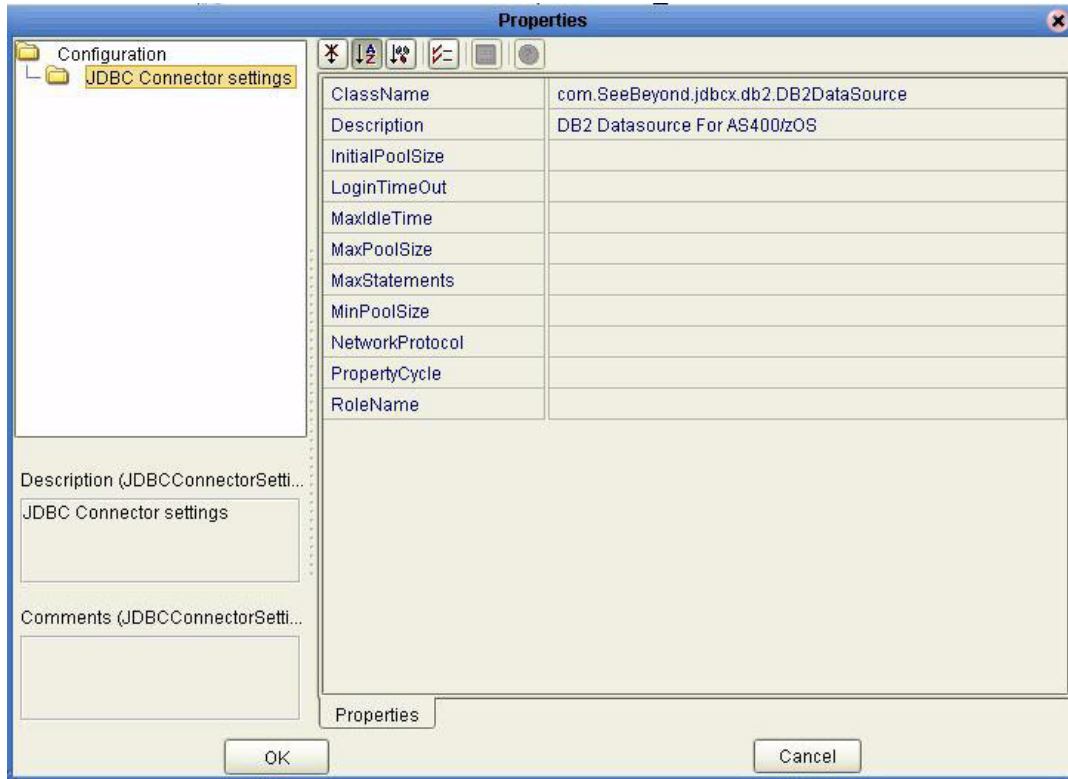 Properties
Configuration
JDBC Connector settings
ClassName com.SeeBeyond.jdbcx.db2.DB2DataSource
Description DB2 Datasource For AS400/zOS
InitialPoolSize
LoginTimeOut
MaxIdleTime
MaxPoolSize
MaxStatements
MinPoolSize
NetworkProtocol
PropertyCycle
RoleName
Description (JDBCConnectorSetti...
JDBC Connector settings
Comments (JDBCConnectorSetti...
Properties
OK Cancel